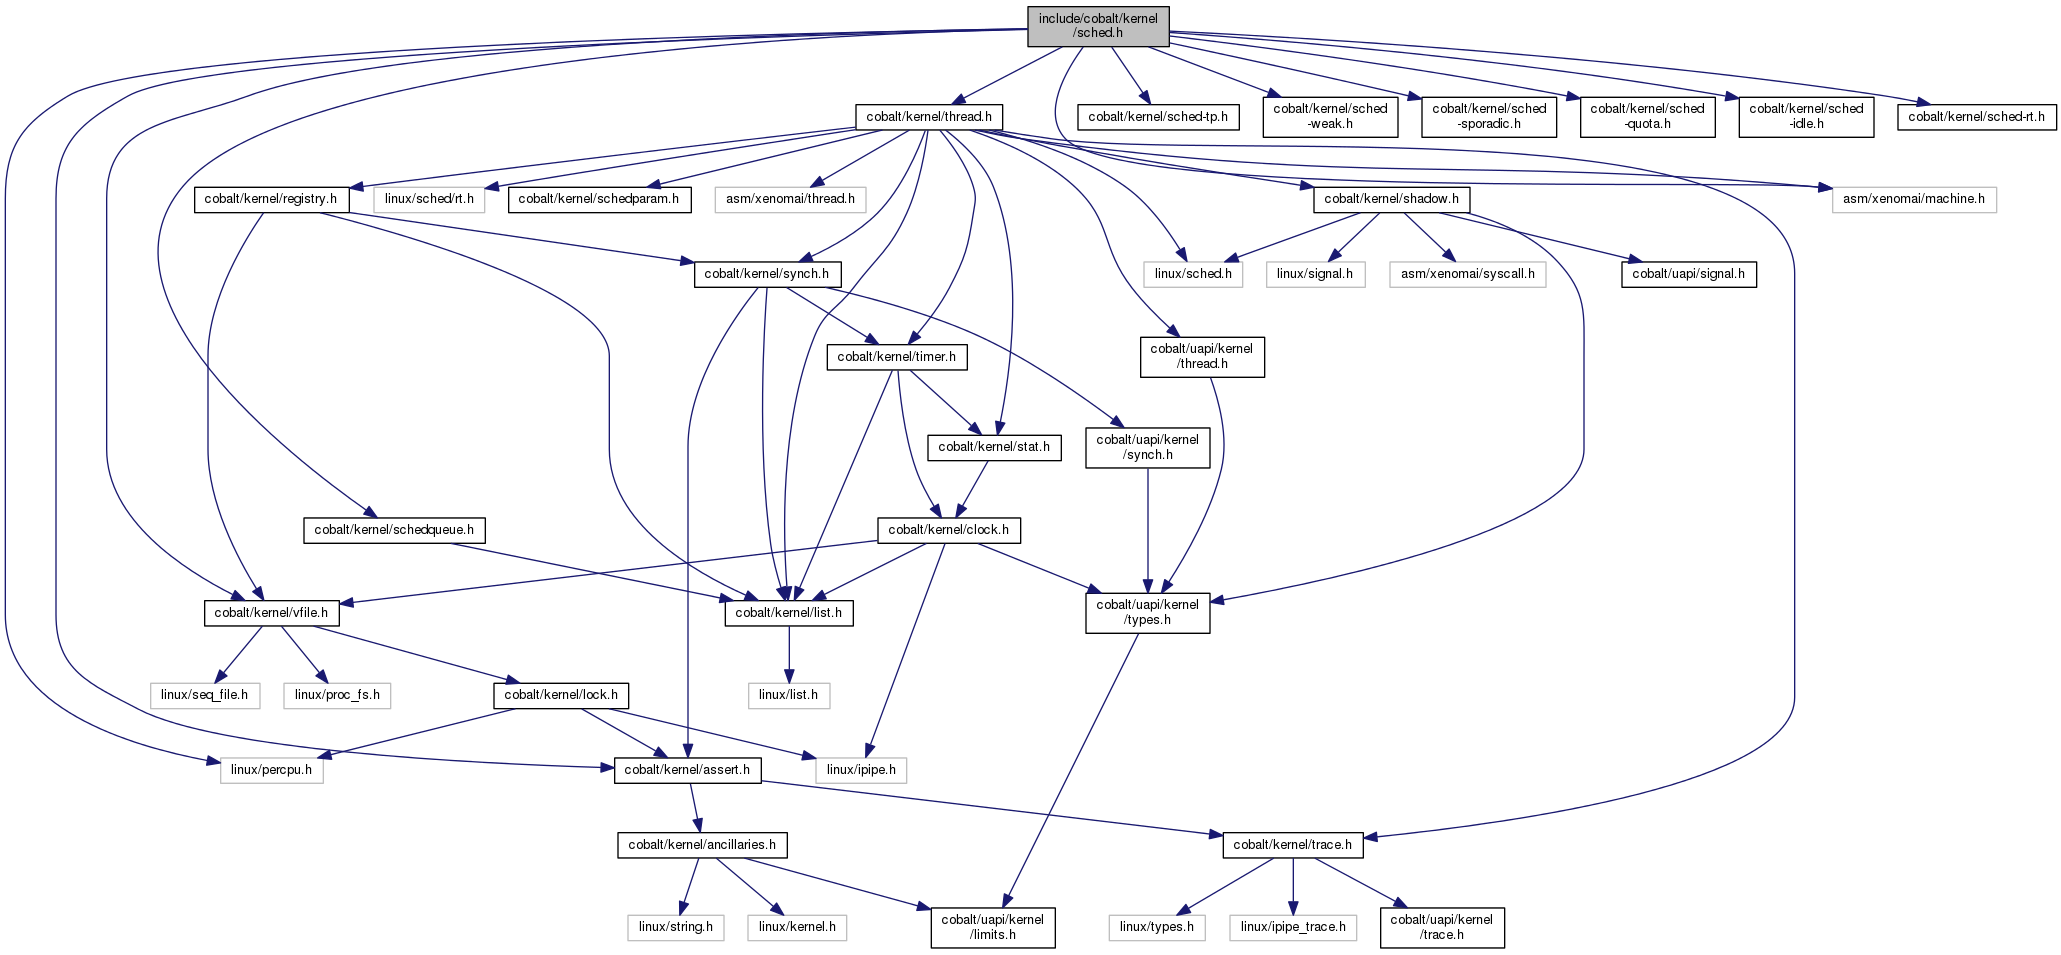 include/cobalt/kernel
/sched.h
cobalt/kernel/thread.h
cobalt/kernel/sched-tp.h
cobalt/kernel/sched
-weak.h
cobalt/kernel/sched
-sporadic.h
cobalt/kernel/sched
-quota.h
cobalt/kernel/sched
-idle.h
cobalt/kernel/sched-rt.h
cobalt/kernel/registry.h
linux/sched/rt.h
cobalt/kernel/schedparam.h
asm/xenomai/thread.h
cobalt/kernel/shadow.h
asm/xenomai/machine.h
cobalt/kernel/synch.h
linux/sched.h
linux/signal.h
asm/xenomai/syscall.h
cobalt/uapi/signal.h
cobalt/kernel/timer.h
cobalt/uapi/kernel
/thread.h
cobalt/kernel/stat.h
cobalt/uapi/kernel
/synch.h
cobalt/kernel/schedqueue.h
cobalt/kernel/clock.h
cobalt/kernel/vfile.h
cobalt/kernel/list.h
cobalt/uapi/kernel
/types.h
linux/seq_file.h
linux/proc_fs.h
cobalt/kernel/lock.h
linux/list.h
linux/percpu.h
cobalt/kernel/assert.h
linux/ipipe.h
cobalt/kernel/ancillaries.h
cobalt/kernel/trace.h
linux/string.h
linux/kernel.h
cobalt/uapi/kernel
/limits.h
linux/types.h
linux/ipipe_trace.h
cobalt/uapi/kernel
/trace.h